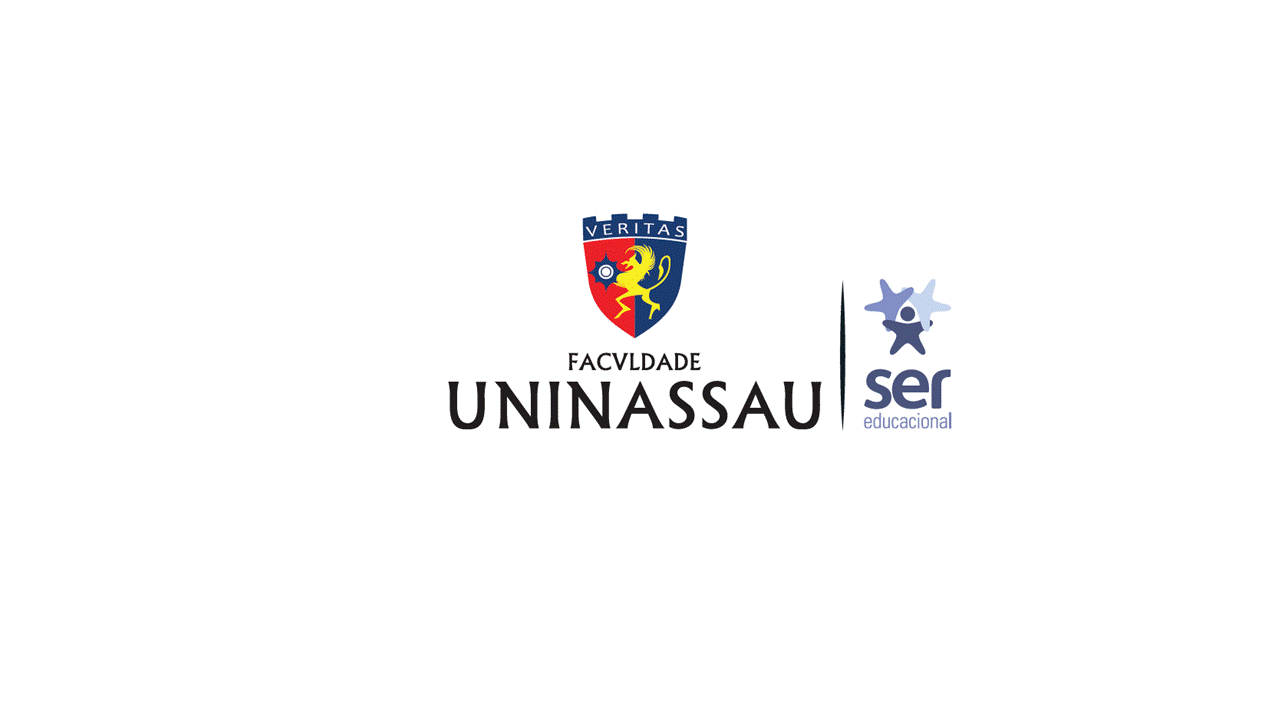 VERITAS
FACVLDADE
UNINASSAU
ser
educacional